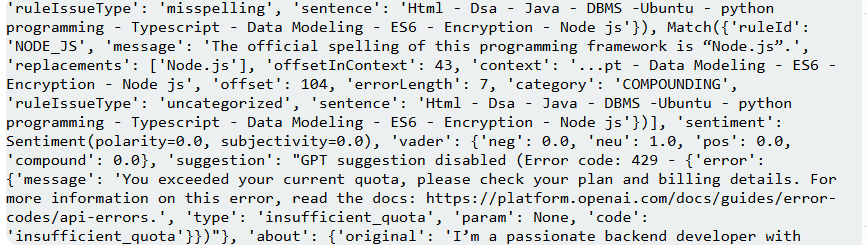 'ruleIssueType': 'misspelling', 'sentence': 'Html - Dsa - Java - DBMS -Ubuntu - python
programming - Typescript - Data Modeling - ES6 - Encryption - Node js'}), Match({'ruleId':
'NODE_JS', 'message': 'The official spelling of this programming framework is “Node.js”.',
'replacements': ['Node.js'], 'offsetInContext': 43, 'context': '...pt - Data Modeling - ES6 -
Encryption - Node js', 'offset': 104, 'errorLength': 7, 'category': 'COMPOUNDING',
'ruleIssueType': 'uncategorized', 'sentence': 'Html - Dsa - Java - DBMS -Ubuntu - python
programming - Typescript - Data Modeling - ES6 - Encryption - Node js'})], 'sentiment':
Sentiment(polarity=0.0, subjectivity=0.0), 'vader': {'neg': 0.0, 'neu': 1.0, 'pos': 0.0,
'compound': 0.0}, 'suggestion': "GPT suggestion disabled (Error code: 429 - {'error':
{'message': 'You exceeded your current quota, please check your plan and billing details. For
more information on this error, read the docs: https://platform.openai.com/docs/guides/error-
codes/api-errors.', 'type': 'insufficient_quota', 'param': None, 'code':
'insufficient_quota'}})"}, 'about': {'original': 'I’m a passionate backend developer with